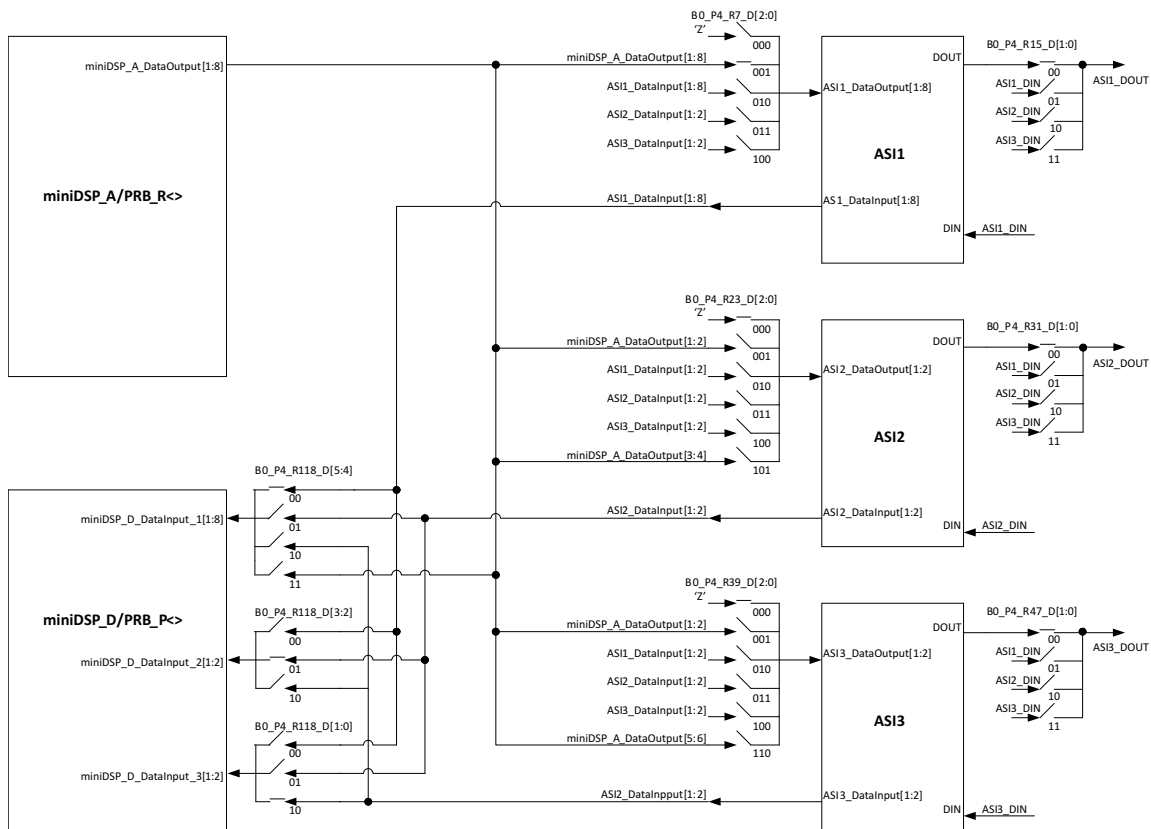 B0_P4_R7_D[2:0]
'Z'
000
miniDSP_A_DataOutput[1:8]
miniDSP_A_DataOutput[1:8]
001
ASI1_DataInput[1:8]
010
ASI2_DataInput[1:2]
011
ASI3_DataInput[1:2]
100
ASI1_DataOutput[1:8]
DOUT
ASI1
AS1_DataInput[1:8]
DIN
ASI1_DIN
B0_P4_R15_D[1:0]
00
ASI1_DIN
01
ASI2_DIN
10
ASI3_DIN
11
ASI1_DOUT
miniDSP_A/PRB_R<>
ASI1_DataInput[1:8]
B0_P4_R23_D[2:0]
'Z'
000
miniDSP_A_DataOutput[1:2]
001
ASI1_DataInput[1:2]
010
ASI2_DataInput[1:2]
011
ASI3_DataInput[1:2]
100
miniDSP_A_DataOutput[3:4]
101
DOUT
ASI2_DataOutput[1:2]
ASI2
ASI2_DataInput[1:2]
DIN
ASI2_DIN
B0_P4_R31_D[1:0]
00
ASI1_DIN
01
ASI2_DIN
10
ASI3_DIN
11
ASI2_DOUT
ASI2_DataInput[1:2]
B0_P4_R118_D[5:4]
00
miniDSP_D_DataInput_1[1:8]
01
10
11
miniDSP_D/PRB_P<>
B0_P4_R118_D[3:2]
00
miniDSP_D_DataInput_2[1:2]
01
10
B0_P4_R118_D[1:0]
00
miniDSP_D_DataInput_3[1:2]
01
10
B0_P4_R39_D[2:0]
'Z'
000
miniDSP_A_DataOutput[1:2]
001
ASI1_DataInput[1:2]
010
ASI2_DataInput[1:2]
011
ASI3_DataInput[1:2]
100
miniDSP_A_DataOutput[5:6]
110
ASI2_DataInpput[1:2]
DOUT
ASI3_DataOutput[1:2]
ASI3
ASI3_DataInput[1:2]
DIN
ASI3_DIN
B0_P4_R47_D[1:0]
00
ASI1_DIN
01
ASI2_DIN
10
ASI3_DIN
11
ASI3_DOUT